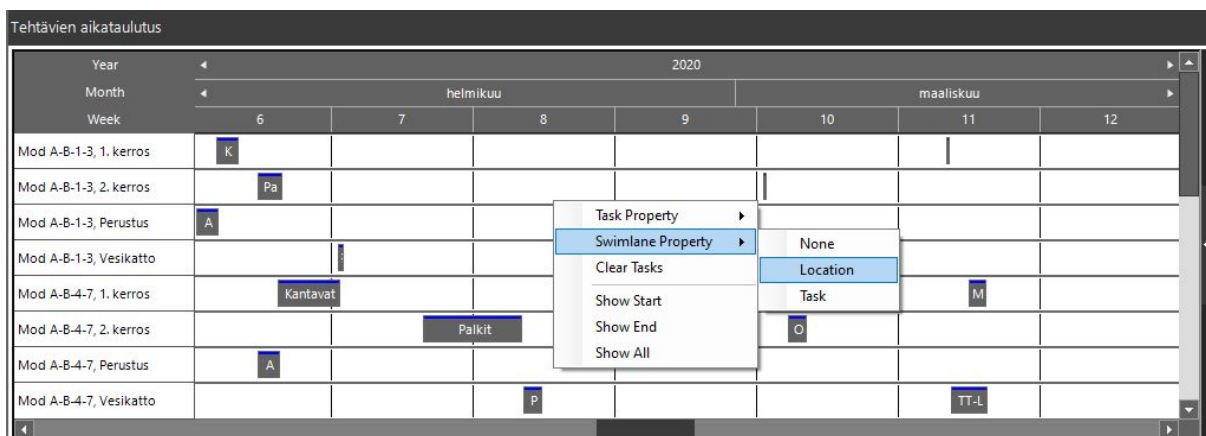 Tehtävien aikataulutus
Year 2020
Month helmikuu maaliskuu
Week 6 7 8 9 10 11 12
Mod A-B-1-3, 1. kerros K
Mod A-B-1-3, 2. kerros Pa
Mod A-B-1-3, Perustus A
Mod A-B-1-3, Vesikatto
Mod A-B-4-7, 1. kerros Kantavat M
Mod A-B-4-7, 2. kerros Palkit O
Mod A-B-4-7, Perustus A
Mod A-B-4-7, Vesikatto P TT-L
Task Property
Swimlane Property
Clear Tasks
Show Start
Show End
Show All
None
Location
Task